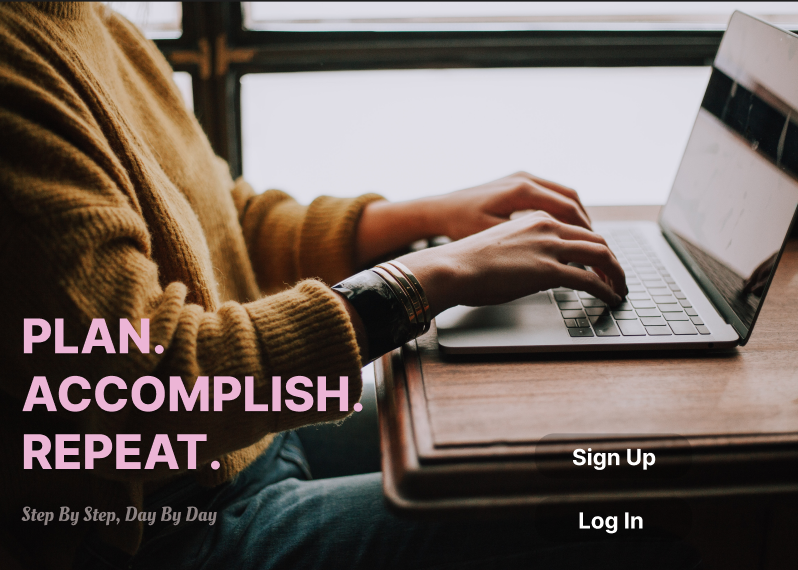 PLAN.
ACCOMPLISH.
REPEAT.
Step By Step, Day By Day
Sign Up
Log In